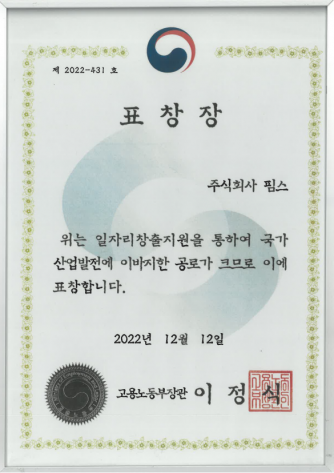 제 2022-431 호
표 창 장
주식회사 핌스
위는 일자리창출지원을 통하여 국가
산업발전에 이바지한 공로가 크므로 이에
표창합니다.
2022년 12월 12일
고용노동부장관 이 정 식